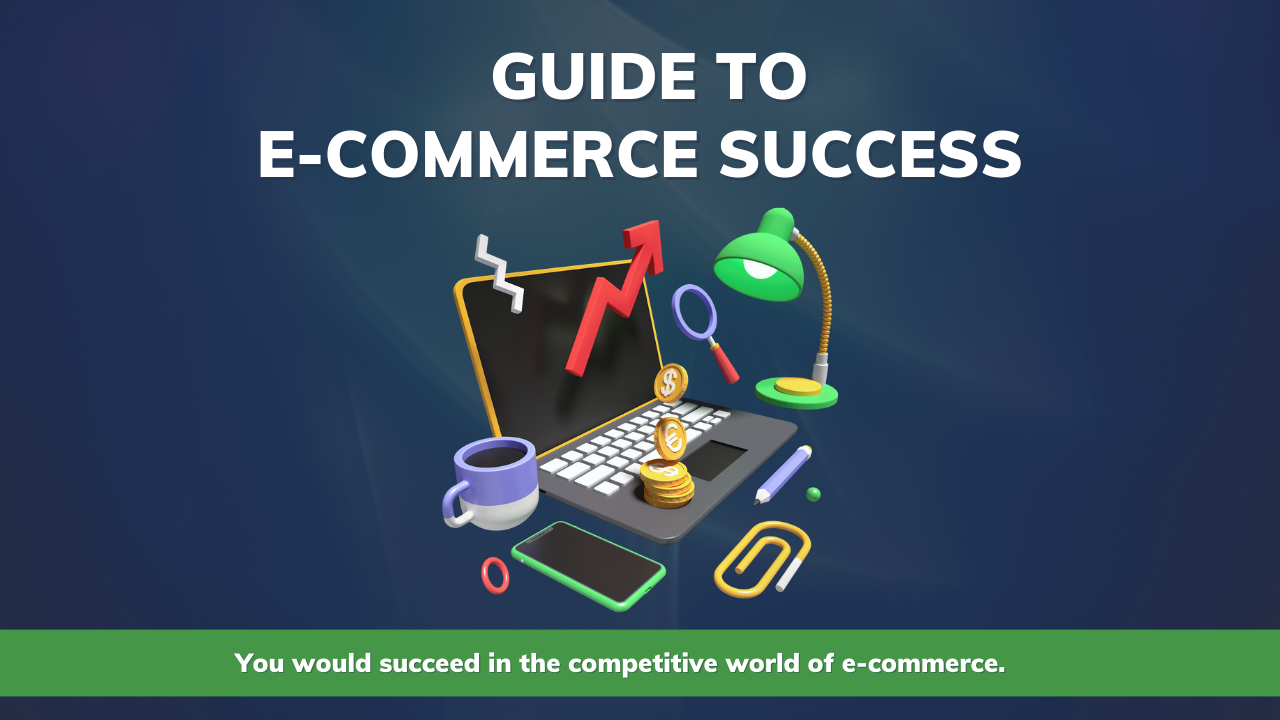 GUIDE TO
E-COMMERCE SUCCESS
$
€
$
You would succeed in the competitive world of e-commerce.